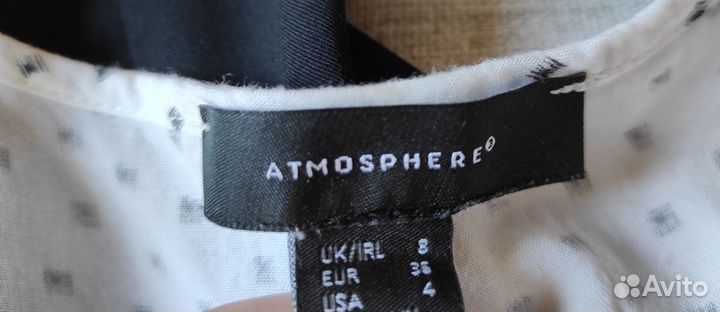 ATMOSPHERE®
UK/IRL 8
EUR 36
USA 4
Avito